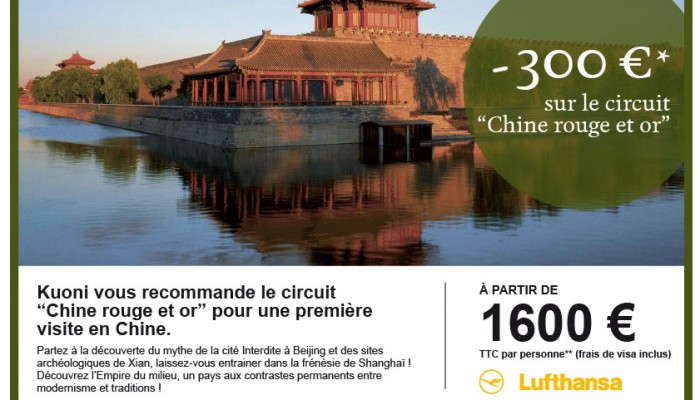 -300 €*
sur le circuit
“Chine rouge et or”
Kuoni vous recommande le circuit
“Chine rouge et or” pour une première
visite en Chine.
Partez à la découverte du mythe de la cité Interdite à Beijing et des sites
archéologiques de Xian, laissez-vous entrainer dans la frénésie de Shanghaï !
Découvrez l'Empire du milieu, un pays aux contrastes permanents entre
modernisme et traditions !
À PARTIR DE
1600 €
TTC par personne** (frais de visa inclus)
Lufthansa